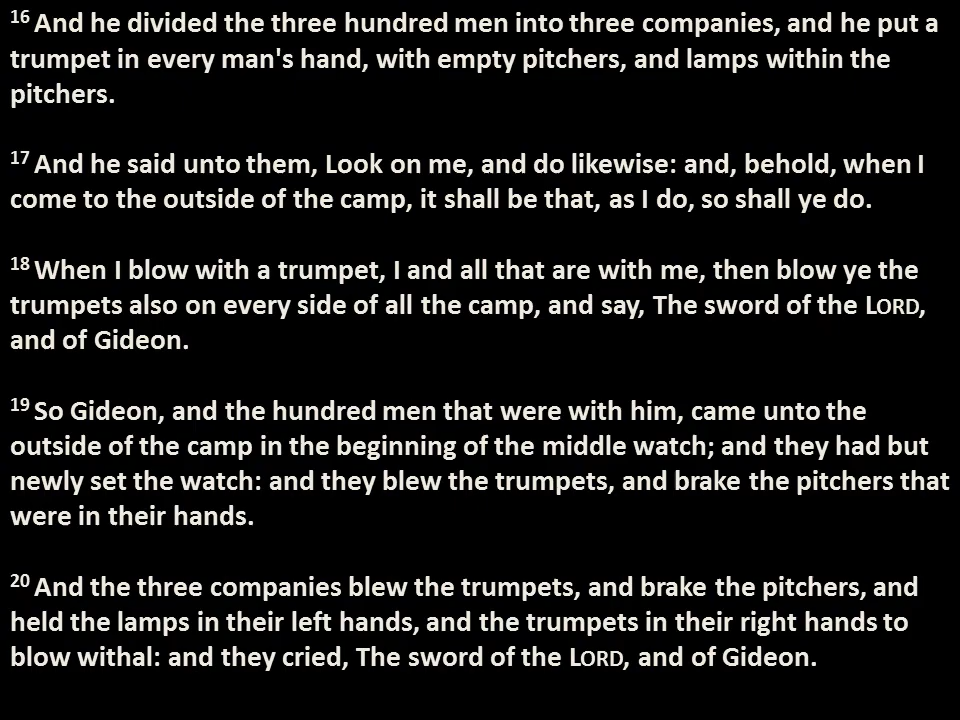 16 And he divided the three hundred men into three companies, and he put a
trumpet in every man's hand, with empty pitchers, and lamps within the
pitchers.
17 And he said unto them, Look on me, and do likewise: and, behold, when I
come to the outside of the camp, it shall be that, as I do, so shall ye do.
18 When I blow with a trumpet, I and all that are with me, then blow ye the
trumpets also on every side of all the camp, and say, The sword of the LORD,
and of Gideon.
19 So Gideon, and the hundred men that were with him, came unto the
outside of the camp in the beginning of the middle watch; and they had but
newly set the watch: and they blew the trumpets, and brake the pitchers that
were in their hands.
20 And the three companies blew the trumpets, and brake the pitchers, and
held the lamps in their left hands, and the trumpets in their right hands to
blow withal: and they cried, The sword of the LORD, and of Gideon.